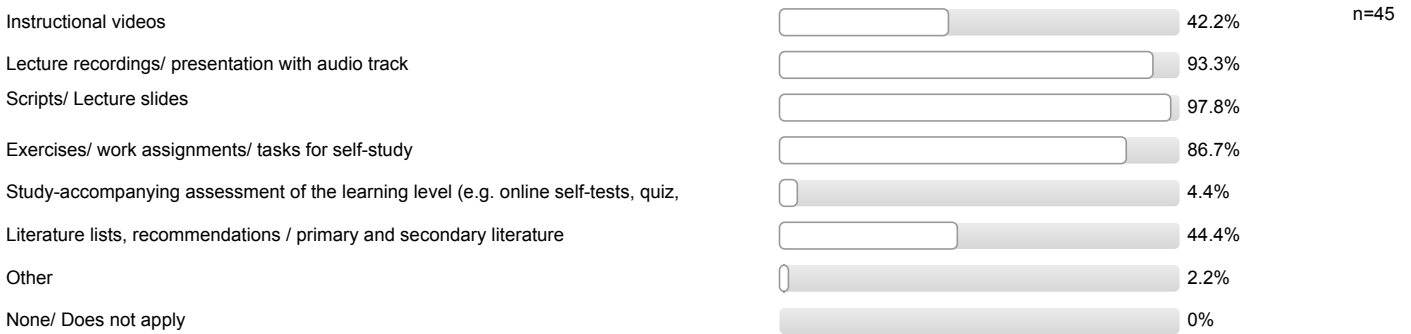 Instructional videos 42.2% n=45
Lecture recordings/ presentation with audio track 93.3%
Scripts/ Lecture slides 97.8%
Exercises/ work assignments/ tasks for self-study 86.7%
Study-accompanying assessment of the learning level (e.g. online self-tests, quiz, 4.4%
Literature lists, recommendations / primary and secondary literature 44.4%
Other 2.2%
None/ Does not apply 0%